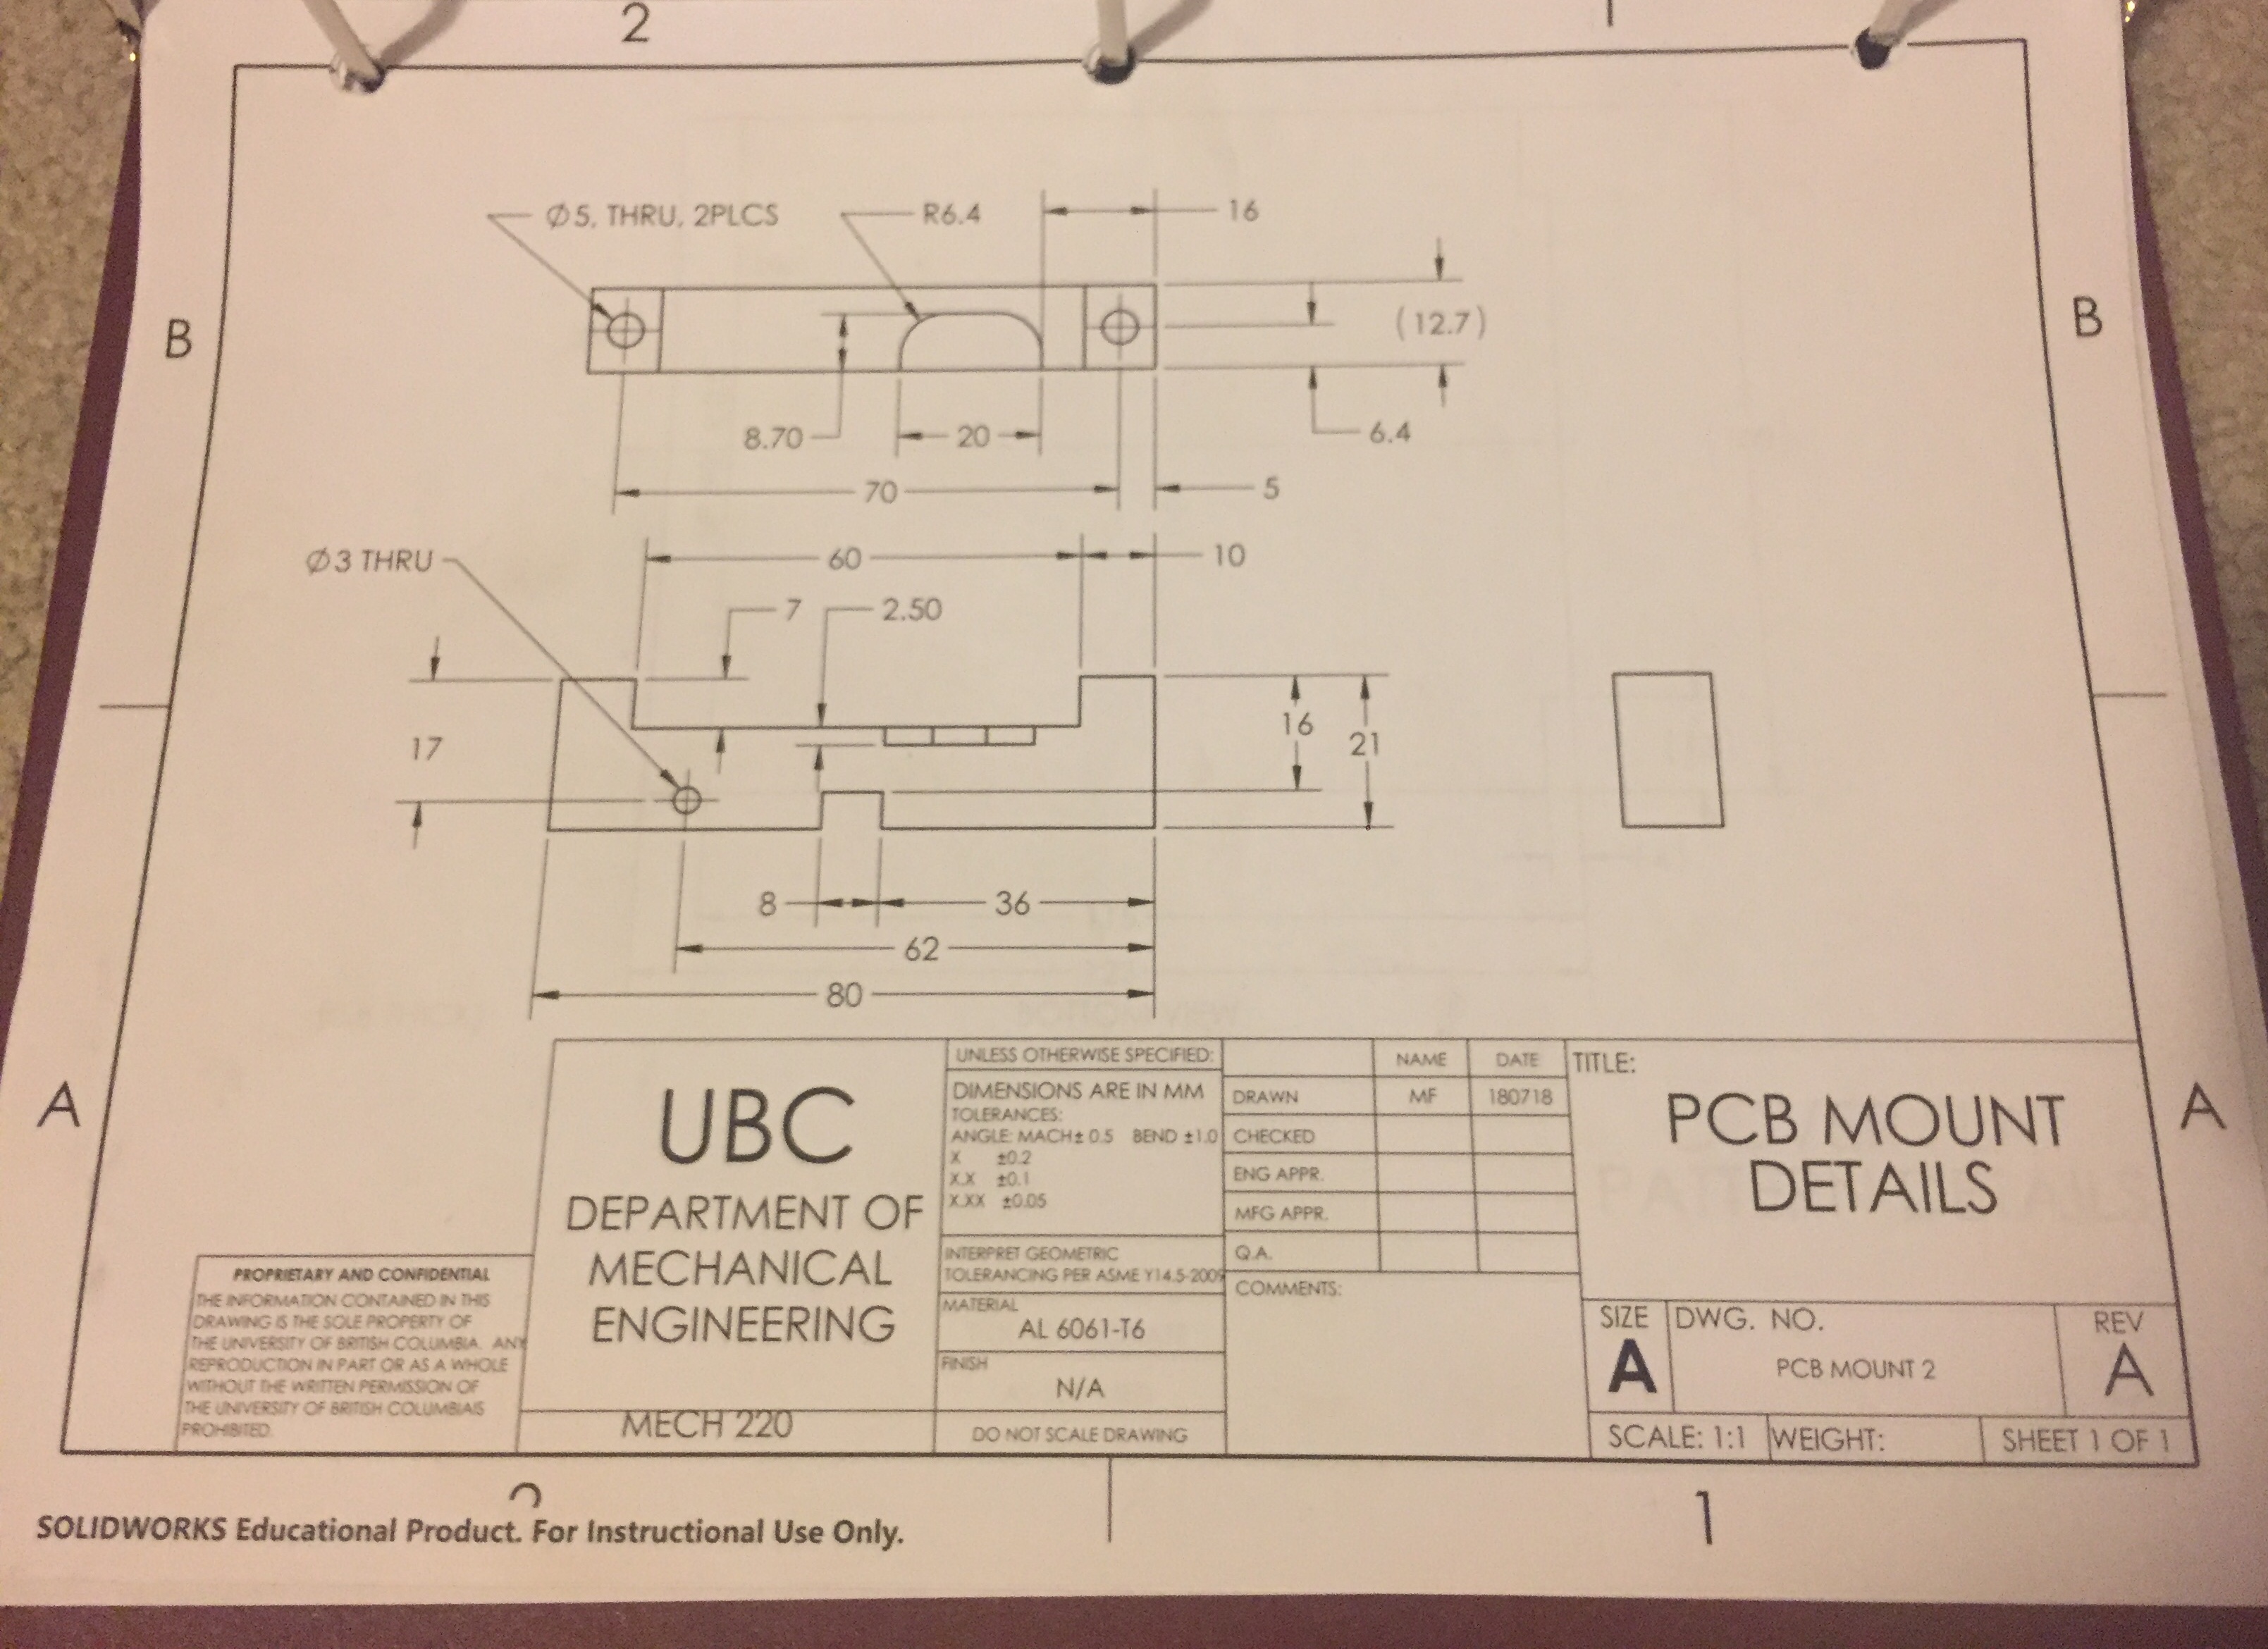 2
Ø5, THRU, 2PLCS
R6.4
16
B
(12.7)
B
8.70
20
6.4
70
5
Ø3 THRU
60
10
7
2.50
17
16
21
8
36
62
80
A
A
UBC
DEPARTMENT OF
MECHANICAL
ENGINEERING
MECH 220
UNLESS OTHERWISE SPECIFIED:
DIMENSIONS ARE IN MM
TOLERANCES:
ANGLE: MACH± 0.5 BEND ±1.0
X ±0.2
X.X ±0.1
X.XX ±0.05
INTERPRET GEOMETRIC
TOLERANCING PER ASME Y14.5-2009
MATERIAL
AL 6061-T6
FINISH
N/A
DO NOT SCALE DRAWING
NAME DATE
DRAWN MF 180718
CHECKED
ENG APPR.
MFG APPR.
Q.A.
COMMENTS:
TITLE:
PCB MOUNT
DETAILS
SIZE
A
DWG. NO.
PCB MOUNT 2
REV
A
SCALE: 1:1
WEIGHT:
SHEET 1 OF 1
PROPRIETARY AND CONFIDENTIAL
THE INFORMATION CONTAINED IN THIS
DRAWING IS THE SOLE PROPERTY OF
THE UNIVERSITY OF BRITISH COLUMBIA. ANY
REPRODUCTION IN PART OR AS A WHOLE
WITHOUT THE WRITTEN PERMISSION OF
THE UNIVERSITY OF BRITISH COLUMBIAIS
PROHIBITED.
1
SOLIDWORKS Educational Product. For Instructional Use Only.